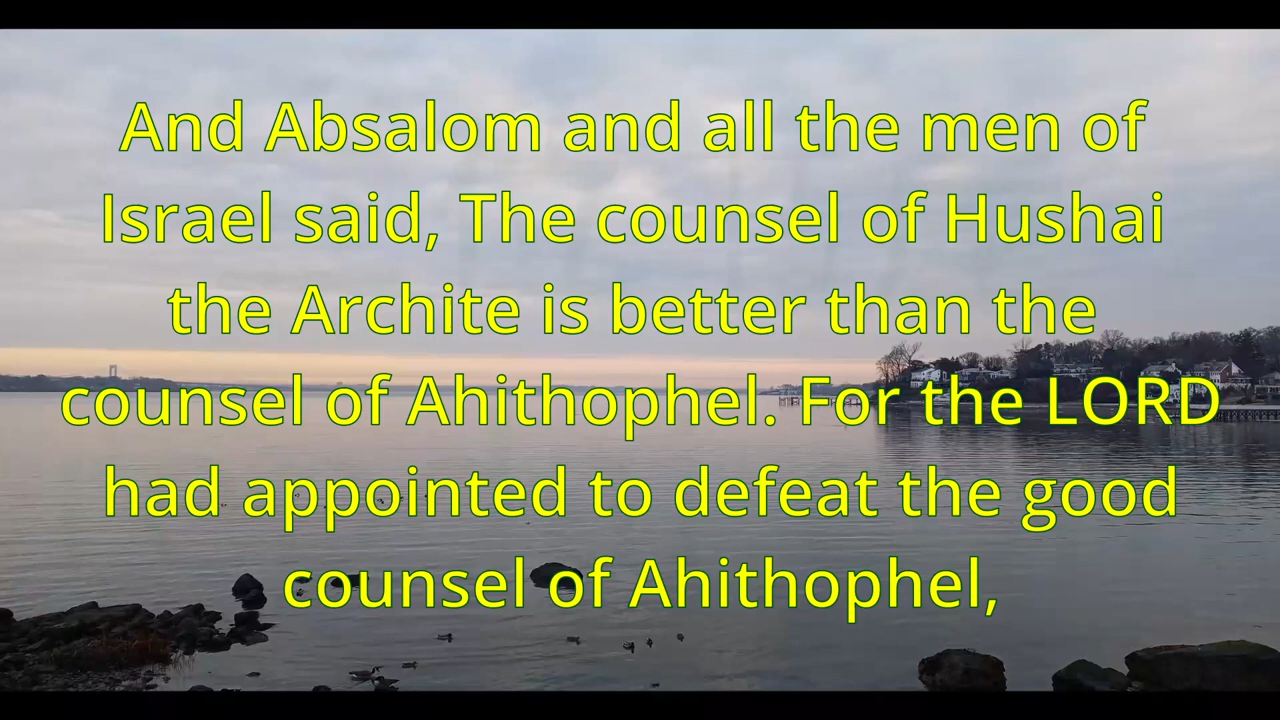 And Absalom and all the men of
Israel said, The counsel of Hushai
the Archite is better than the
counsel of Ahithophel. For the LORD
had appointed to defeat the good
counsel of Ahithophel,